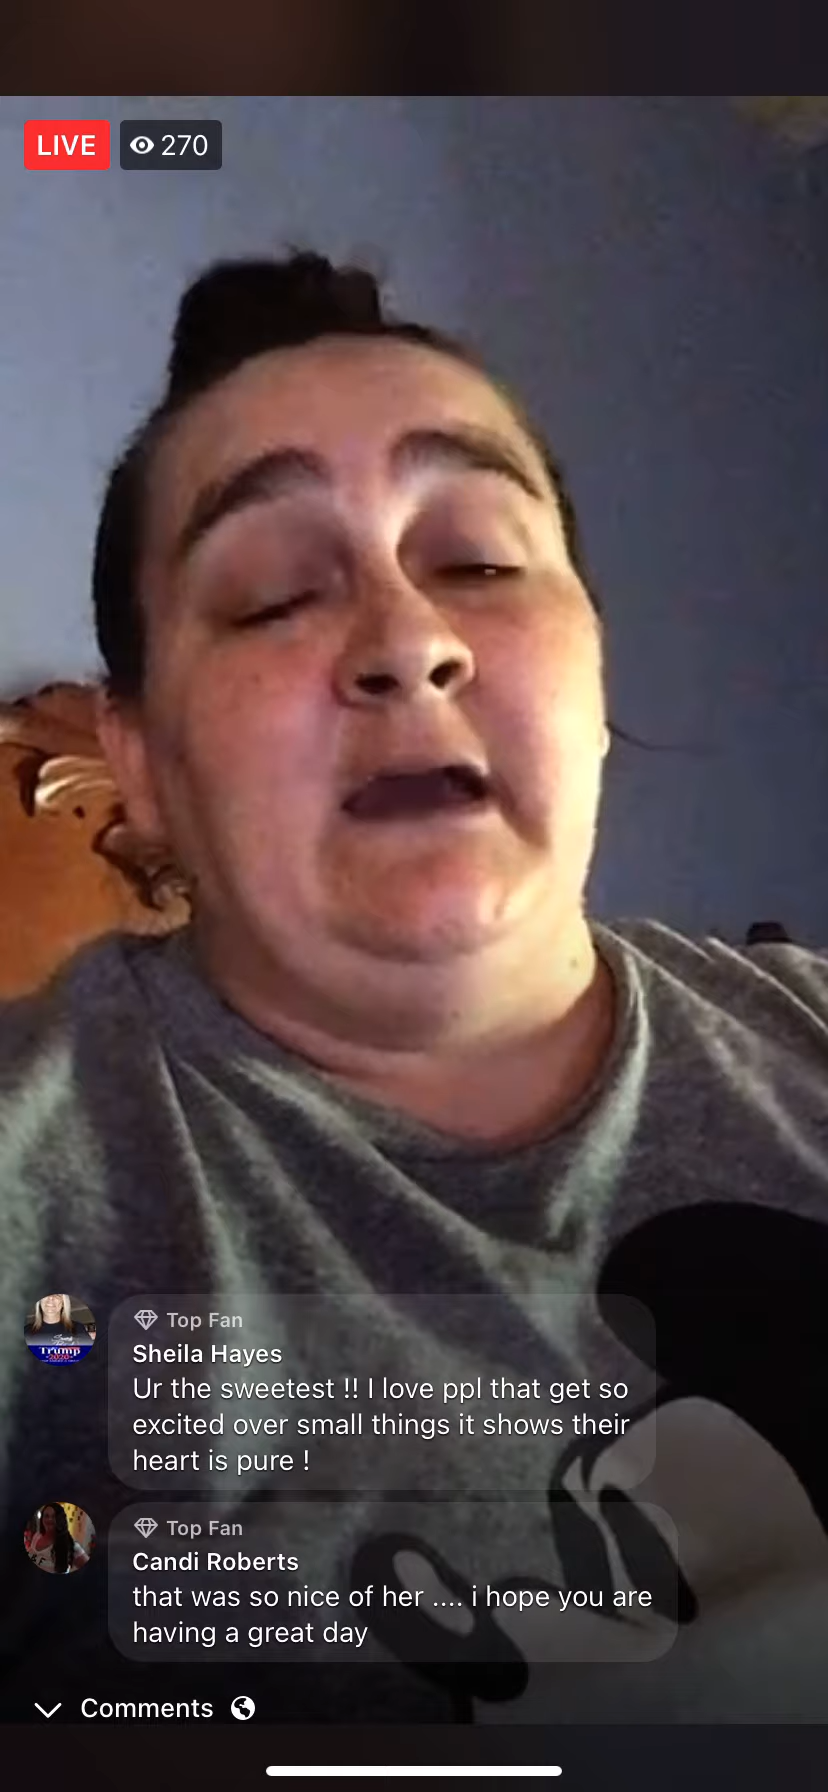 LIVE 270
Top Fan
Sheila Hayes
Ur the sweetest !! I love ppl that get so
excited over small things it shows their
heart is pure !
Trump
2020
Top Fan
Candi Roberts
that was so nice of her .... i hope you are
having a great day
Comments